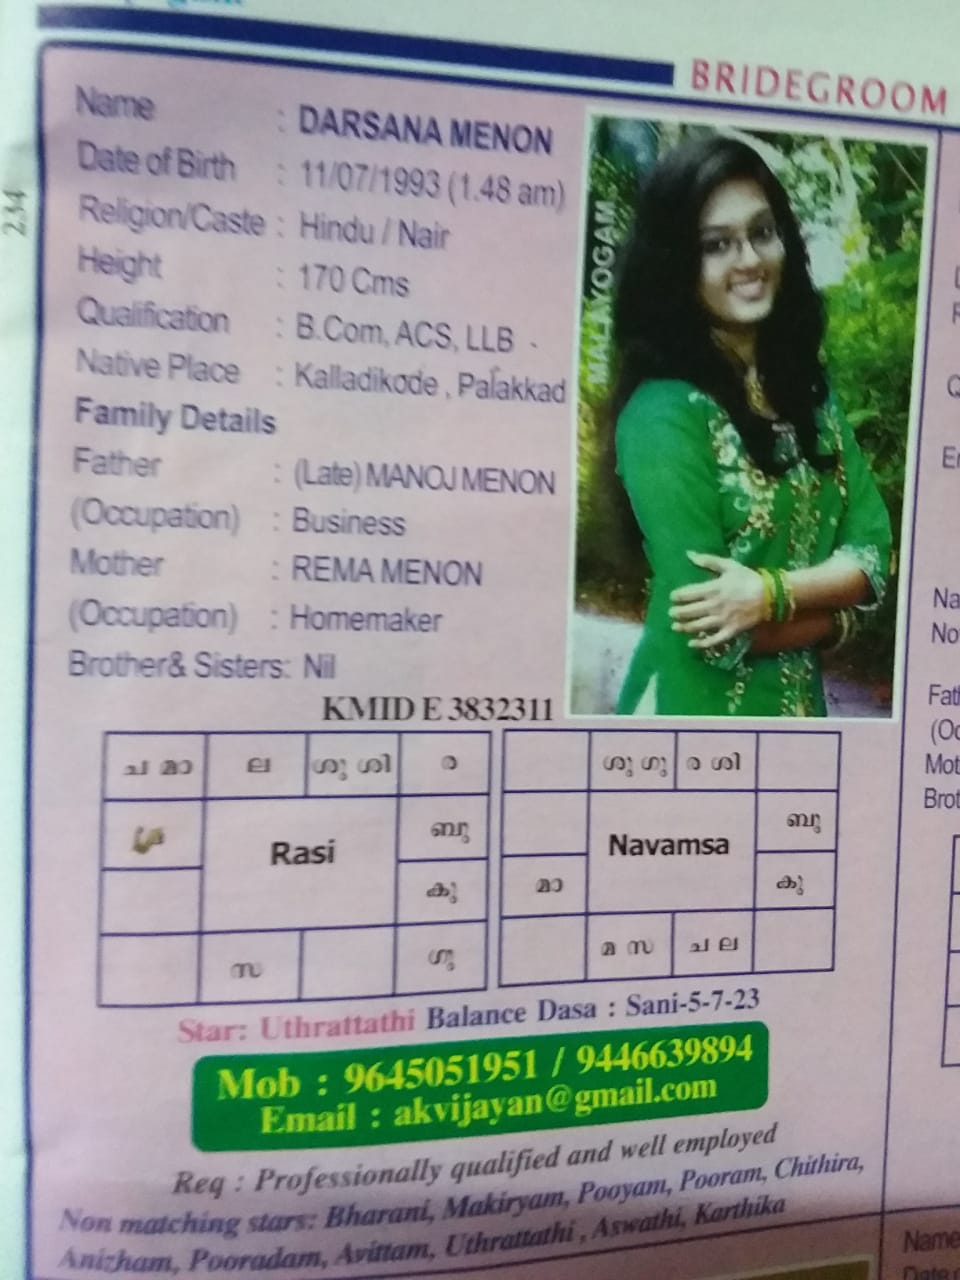 BRIDEGROOM
234
Name : DARSANA MENON
Date of Birth : 11/07/1993 (1.48 am)
Religion/Caste : Hindu / Nair
Height : 170 Cms
Qualification : B.Com, ACS, LLB
Native Place : Kalladikode , Palakkad
Family Details
Father : (Late) MANOJ MENON
(Occupation) : Business
Mother : REMA MENON
(Occupation) : Homemaker
Brother& Sisters: Nil
MALAYOGAM
KMID E 3832311
ച മാ ല ശു ശി ര
ബു
Rasi
കു
സ ഗു
ശു ഗു ര ശി
ബു
Navamsa
മാ കു
മ സ ച ല
Star: Uthrattathi Balance Dasa : Sani-5-7-23
Mob : 9645051951 / 9446639894
Email : akvijayan@gmail.com
Req : Professionally qualified and well employed
Non matching stars: Bharani, Makiryam, Pooyam, Pooram, Chithira,
Anizham, Pooradam, Avittam, Uthrattathi , Aswathi, Karthika
Na
No
Fat
(Oc
Mot
Brot
Name